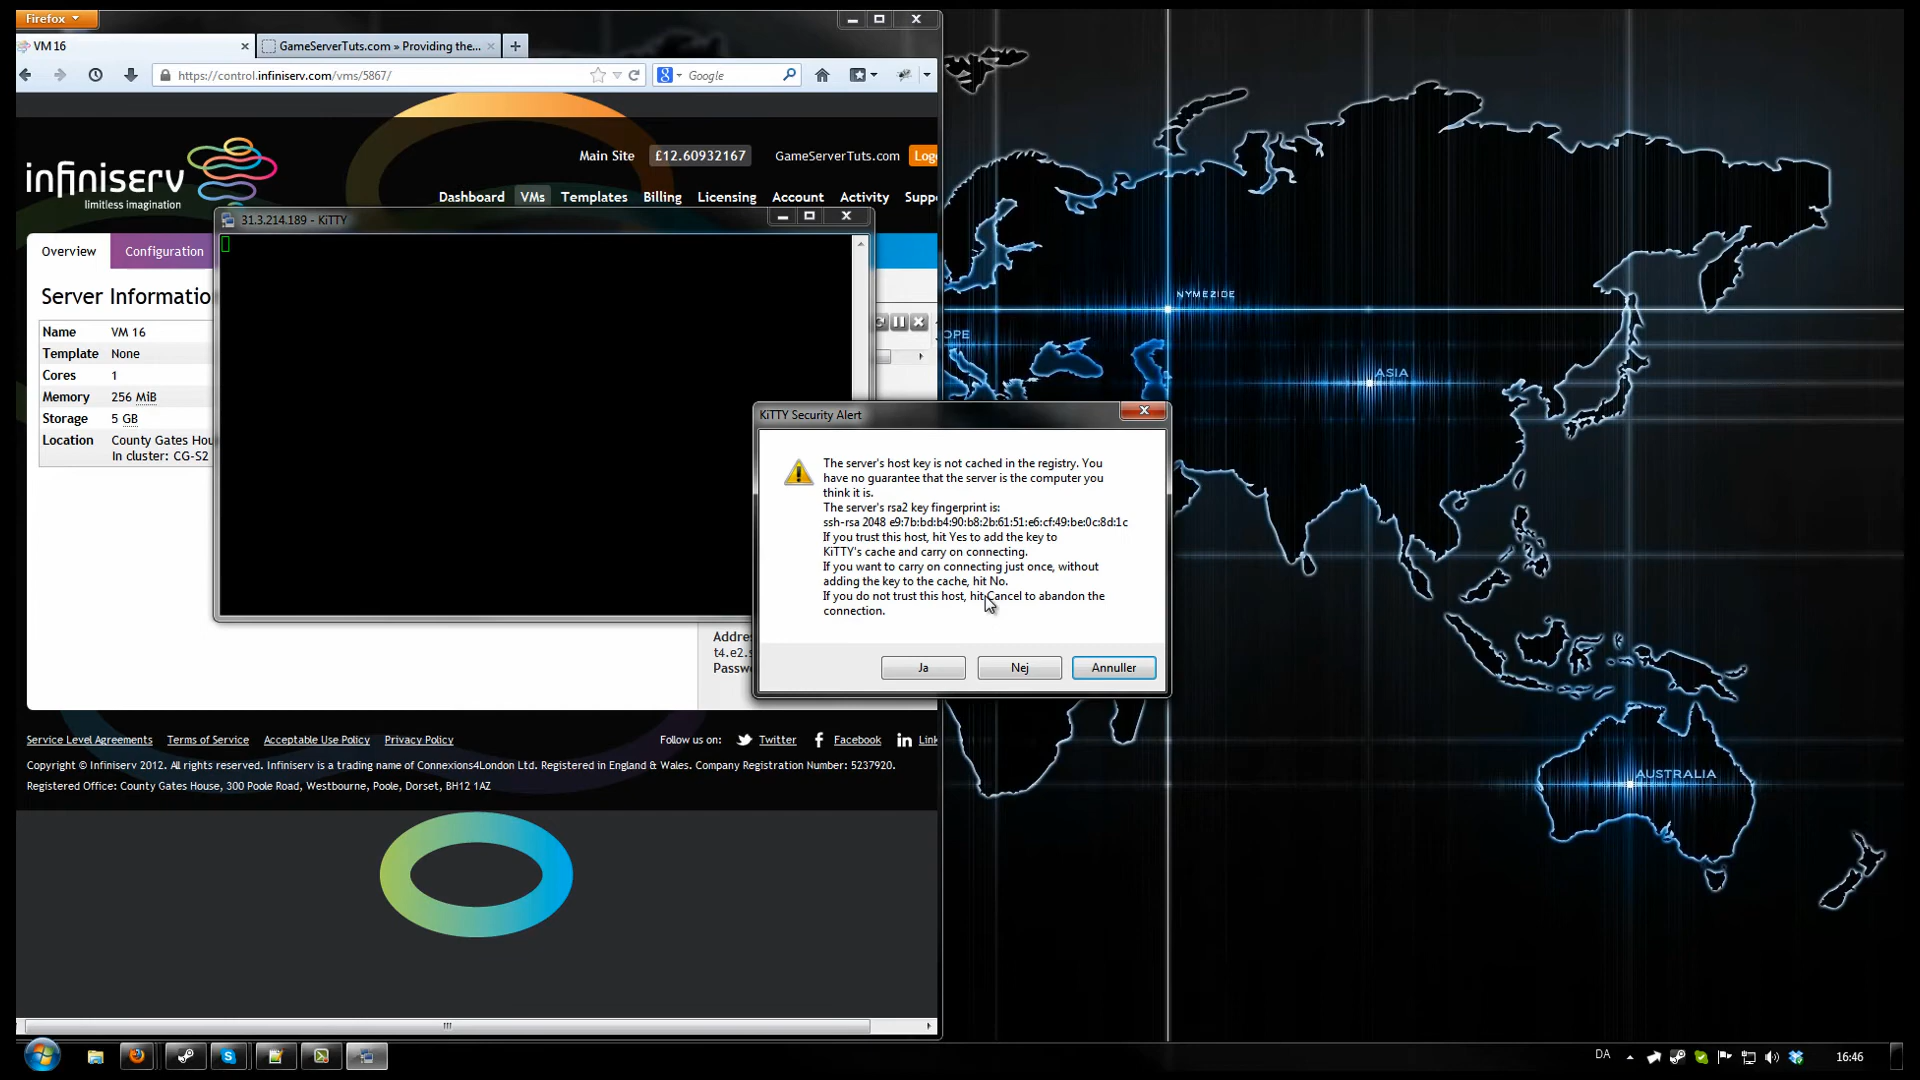 Firefox
VM 16
GameServerTuts.com » Providing the...
https://control.infiniserv.com/vms/5867/
Google
infiniserv
limitless imagination
Main Site
£12.60932167
GameServerTuts.com
Dashboard
VMs
Templates
Billing
Licensing
Account
Activity
31.3.214.189 - KiTTY
Overview
Configuration
Name VM 16
Template None
Cores 1
Memory 256 MiB
Storage 5 GB
Location County Gates
In cluster: CG-S2
KiTTY Security Alert
The server's host key is not cached in the registry. You
have no guarantee that the server is the computer you
think it is.
The server's rsa2 key fingerprint is:
ssh-rsa 2048 e9:7b:bd:b4:90:b8:2b:61:51:e6:cf:49:be:0c:8d:1c
If you trust this host, hit Yes to add the key to
KiTTY's cache and carry on connecting.
If you want to carry on connecting just once, without
adding the key to the cache, hit No.
If you do not trust this host, hit Cancel to abandon the
connection.
Ja
Nej
Annuller
Service Level Agreements
Terms of Service
Acceptable Use Policy
Privacy Policy
Follow us on:
Twitter
Facebook
Copyright © Infiniserv 2012. All rights reserved. Infiniserv is a trading name of Connexions4London Ltd. Registered in England & Wales. Company Registration Number: 5237920.
Registered Office: County Gates House, 300 Poole Road, Westbourne, Poole, Dorset, BH12 1AZ
NYMEZIDE
ASIA
AUSTRALIA
DA
16:46